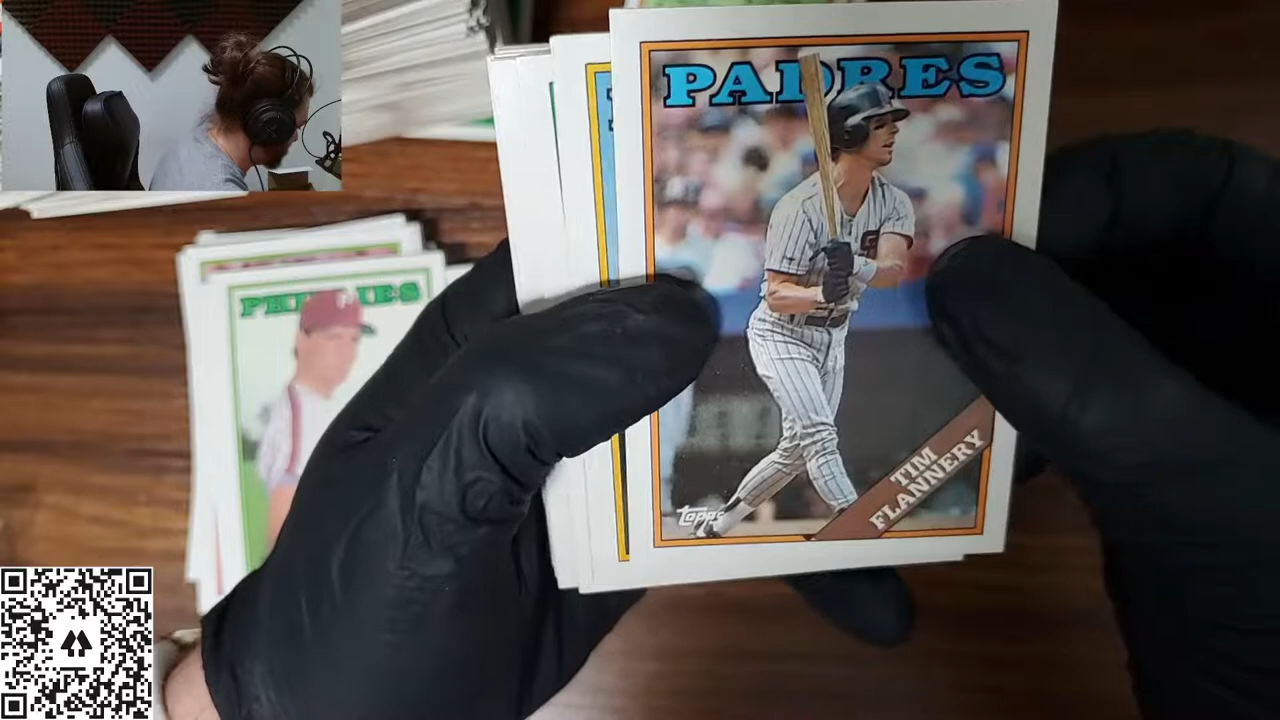 PADRES
PHILLIES
TIM
FLANNERY
Topps